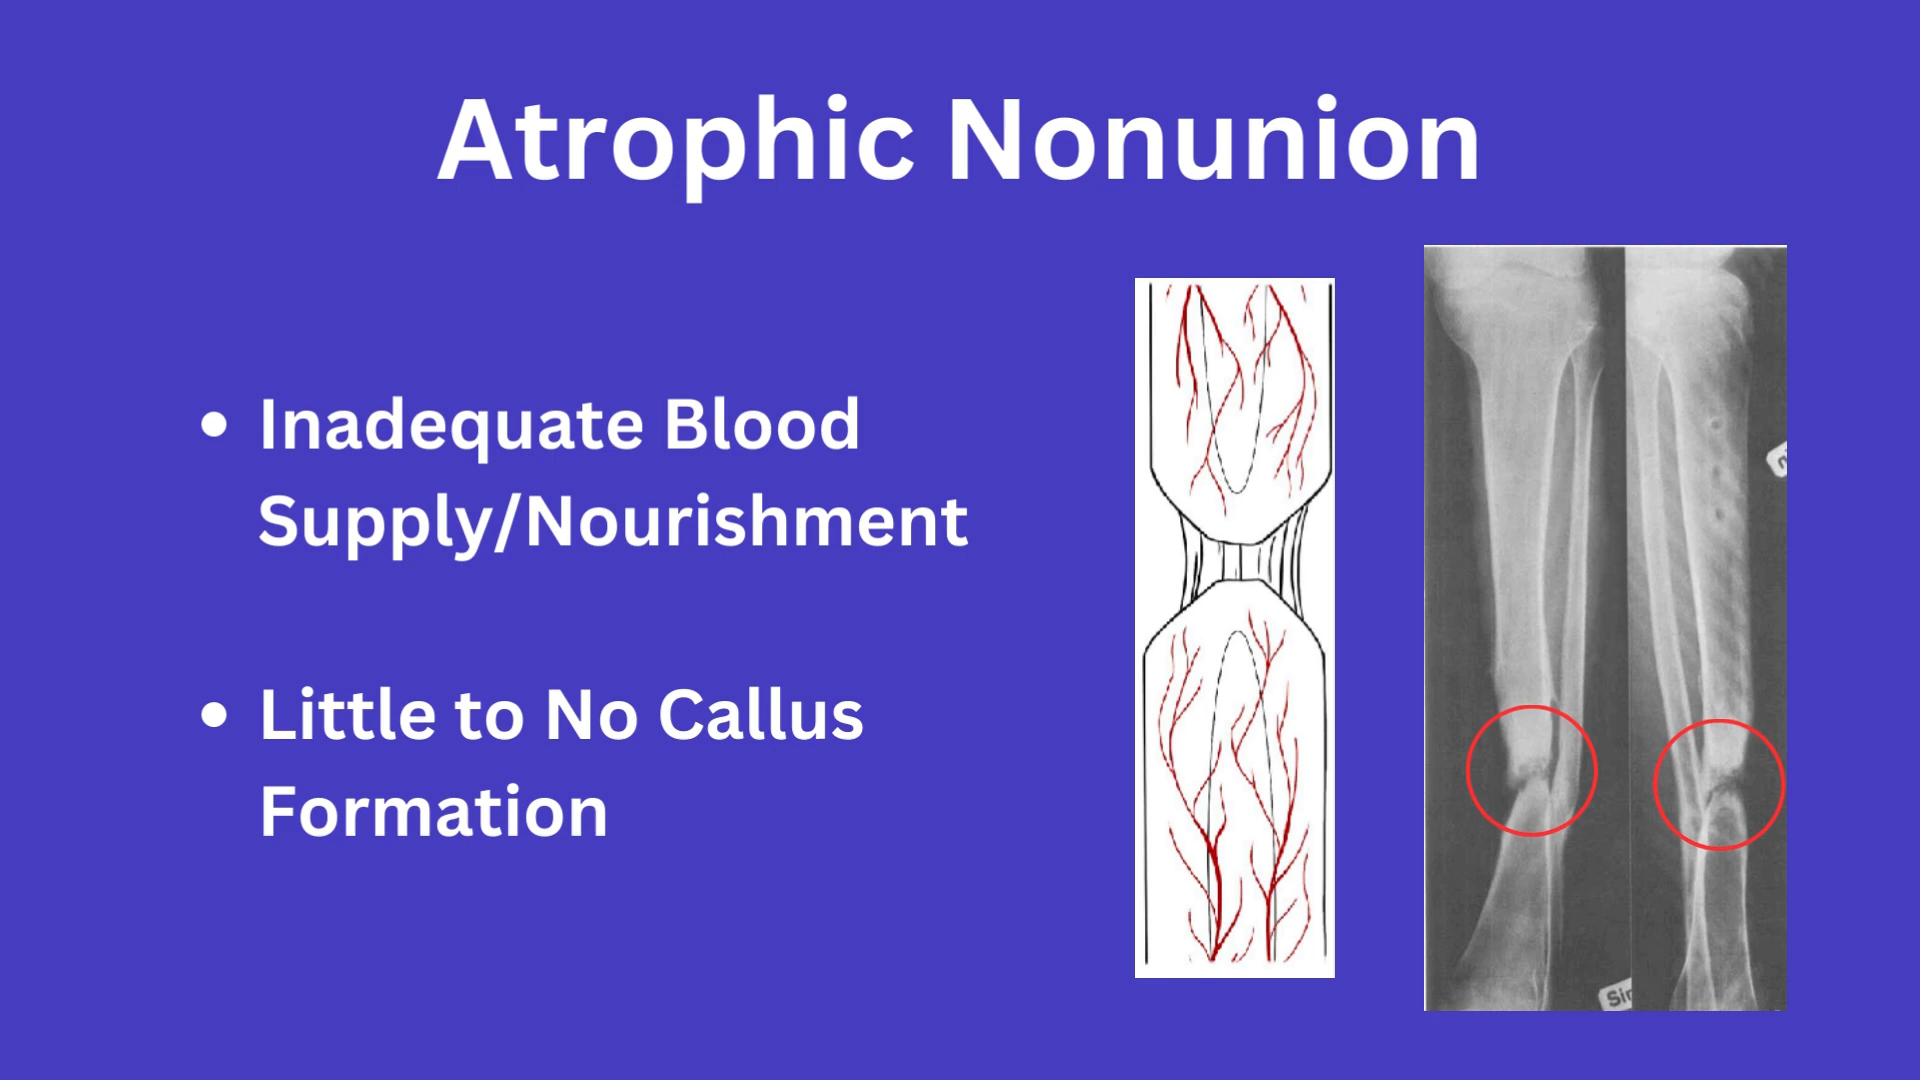 Atrophic Nonunion
• Inadequate Blood
Supply/Nourishment
• Little to No Callus
Formation